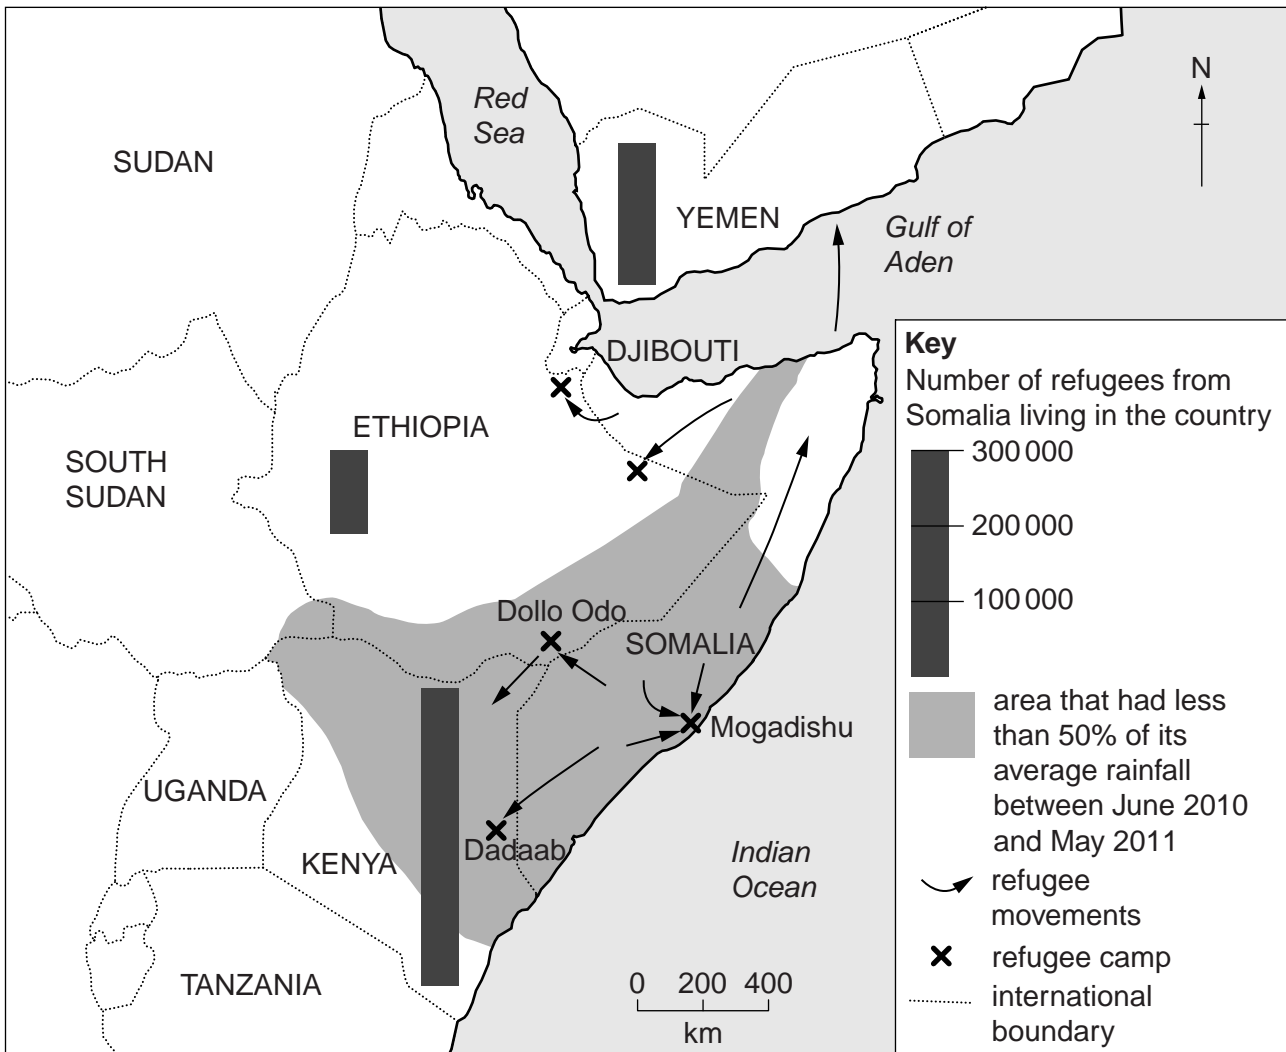 Red
Sea
SUDAN
YEMEN
N
Gulf of
Aden
DJIBOUTI
ETHIOPIA
SOUTH
SUDAN
Dollo Odo
SOMALIA
Mogadishu
UGANDA
KENYA
Dadaab
Indian
Ocean
TANZANIA
0 200 400
km
Key
Number of refugees from
Somalia living in the country
300 000
200 000
100 000
area that had less
than 50% of its
average rainfall
between June 2010
and May 2011
refugee
movements
refugee camp
international
boundary